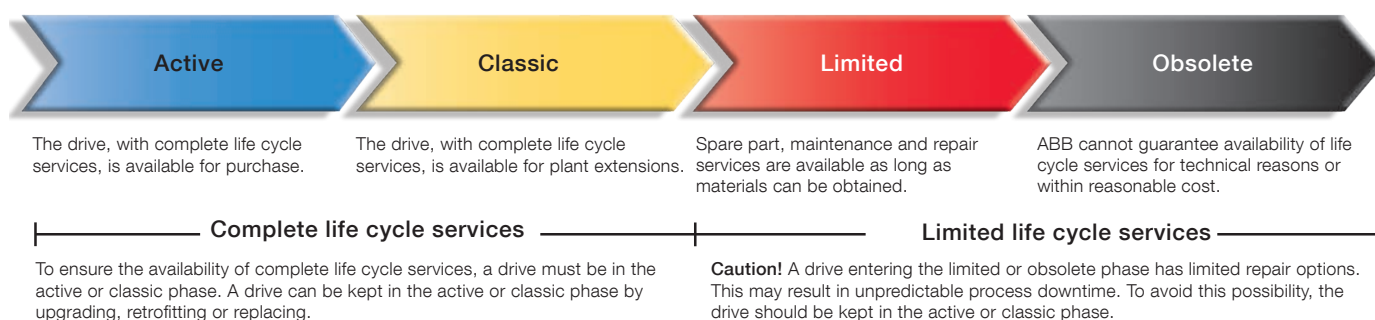 Active
Classic
Limited
Obsolete
The drive, with complete life cycle
services, is available for purchase.
The drive, with complete life cycle
services, is available for plant extensions.
Spare part, maintenance and repair
services are available as long as
materials can be obtained.
ABB cannot guarantee availability of life
cycle services for technical reasons or
within reasonable cost.
Complete life cycle services
To ensure the availability of complete life cycle services, a drive must be in the
active or classic phase. A drive can be kept in the active or classic phase by
upgrading, retrofitting or replacing.
Limited life cycle services
Caution! A drive entering the limited or obsolete phase has limited repair options.
This may result in unpredictable process downtime. To avoid this possibility, the
drive should be kept in the active or classic phase.